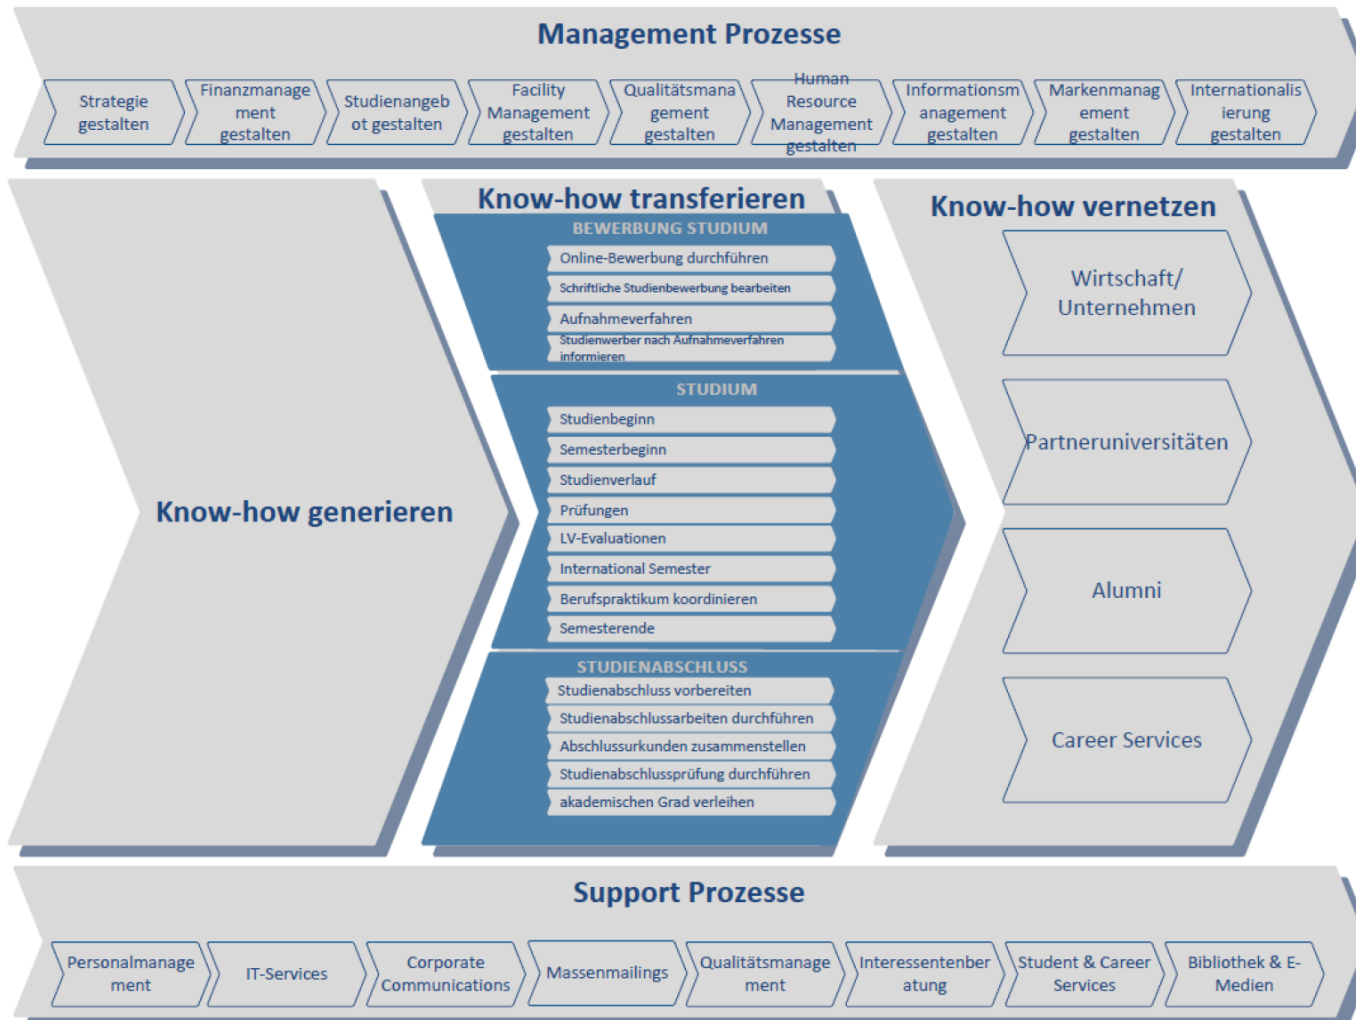 Management Prozesse
Strategie
gestalten
Finanzmanage
ment
gestalten
Studienangeb
ot gestalten
Facility
Management
gestalten
Qualitätsmana
gement
gestalten
Human
Resource
Management
gestalten
Informationsm
anagement
gestalten
Markenmanag
ement
gestalten
Internationalis
ierung
gestalten
Know-how generieren
Know-how transferieren
BEWERBUNG STUDIUM
Online-Bewerbung durchführen
Schriftliche Studienbewerbung bearbeiten
Aufnahmeverfahren
Studienwerber nach Aufnahmeverfahren
informieren
STUDIUM
Studienbeginn
Semesterbeginn
Studienverlauf
Prüfungen
LV-Evaluationen
International Semester
Berufspraktikum koordinieren
Semesterende
STUDIENABSCHLUSS
Studienabschluss vorbereiten
Studienabschlussarbeiten durchführen
Abschlussurkunden zusammenstellen
Studienabschlussprüfung durchführen
akademischen Grad verleihen
Know-how vernetzen
Wirtschaft/
Unternehmen
Partneruniversitäten
Alumni
Career Services
Support Prozesse
Personalmanage
ment
IT-Services
Corporate
Communications
Massenmailings
Qualitätsmanage
ment
Interessentenber
atung
Student & Career
Services
Bibliothek & E-
Medien